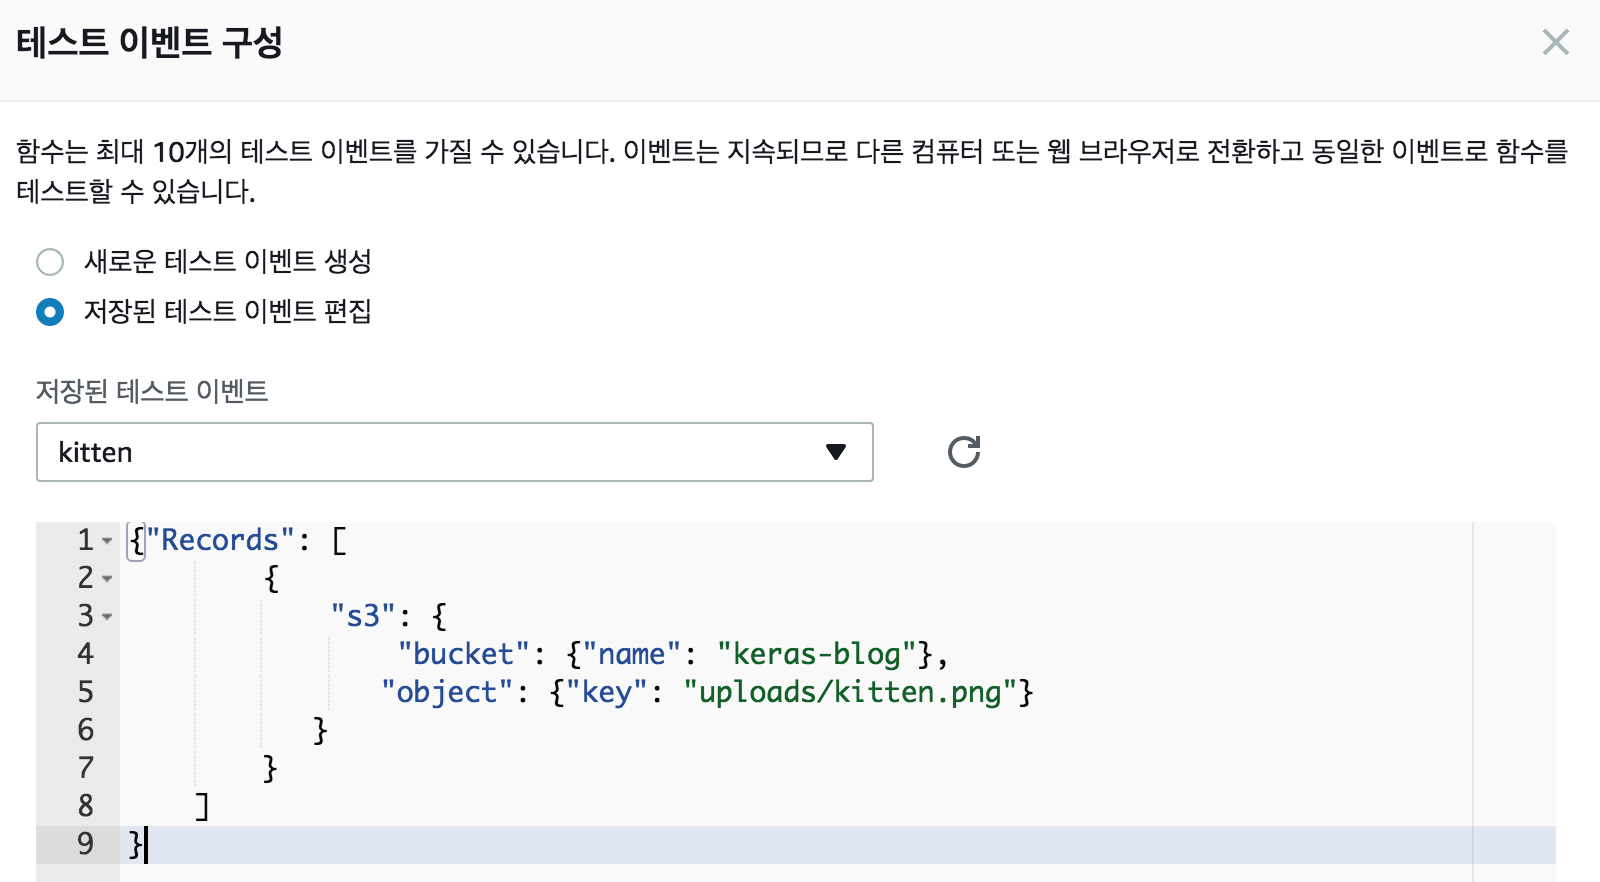 테스트 이벤트 구성
함수는 최대 10개의 테스트 이벤트를 가질 수 있습니다. 이벤트는 지속되므로 다른 컴퓨터 또는 웹 브라우저로 전환하고 동일한 이벤트로 함수를
테스트할 수 있습니다.
새로운 테스트 이벤트 생성
저장된 테스트 이벤트 편집
저장된 테스트 이벤트
kitten
1 {"Records": [
2 {
3 "s3": {
4 "bucket": {"name": "keras-blog"},
5 "object": {"key": "uploads/kitten.png"}
6 }
7 }
8 ]
9 }